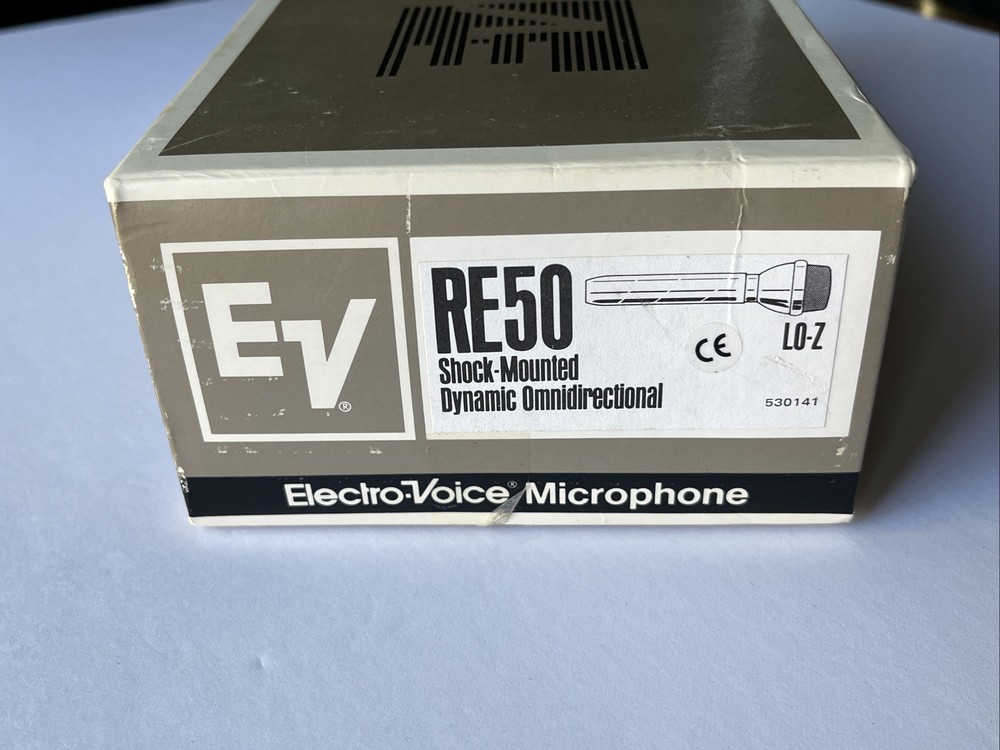 EV®
RE50
Shock-Mounted
Dynamic Omnidirectional
CE
LO-Z
530141
Electro-Voice® Microphone